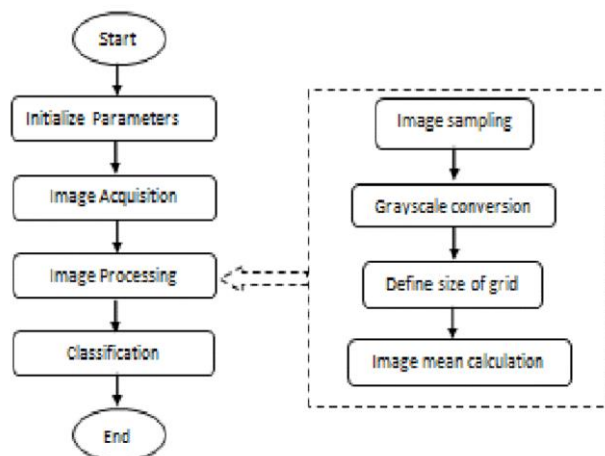 Start
Initialize Parameters
Image Acquisition
Image Processing
Classification
End
Image sampling
Grayscale conversion
Define size of grid
Image mean calculation